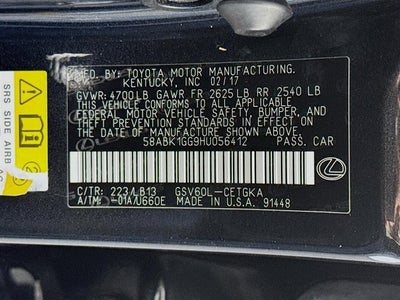 MFD. BY: TOYOTA MOTOR MANUFACTURING,
KENTUCKY, INC 02/17
GVWR: 4700LB GAWR FR 2625LB RR 2540 LB
THIS VEHICLE CONFORMS TO ALL APPLICABLE
FEDERAL MOTOR VEHICLE SAFETY, BUMPER, AND
THEFT PREVENTION STANDARDS IN EFFECT ON
THE DATE OF MANUFACTURE SHOWN ABOVE.
58ABK1GG9HU056412 PASS. CAR
C/TR: 223/LB13 GSV60L-CETGKA
A/TM: -01A/U660E MADE IN U.S.A. 91448
SRS SIDE AIRB